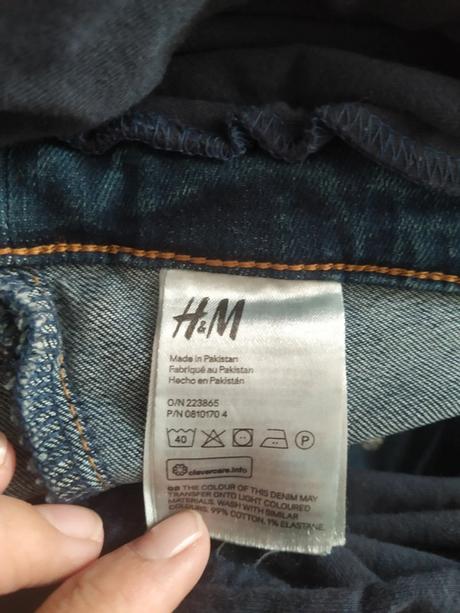 H&M
Made in Pakistan
Fabriqué au Pakistan
Hecho en Pakistán
O/N 223865
P/N 0810170 4
40 P
clevercare.info
GB THE COLOUR OF THIS DENIM MAY
TRANSFER ONTO LIGHT COLOURED
MATERIALS. WASH WITH SIMILAR
COLOURS. 99% COTTON, 1% ELASTANE.